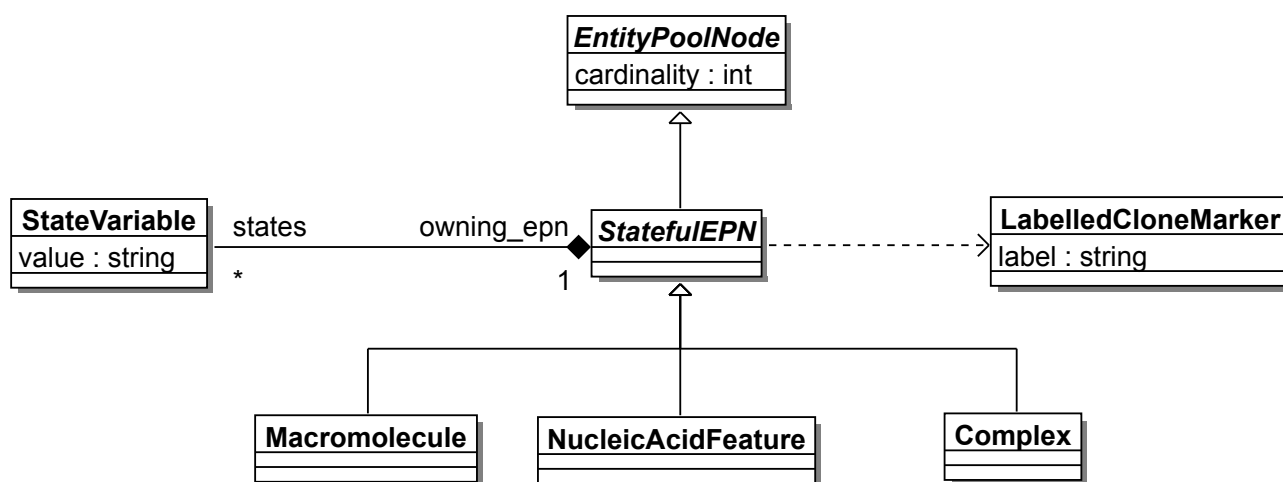 EntityPoolNode
cardinality : int
StateVariable
value : string
states
*
owning_epn
1
StatefulEPN
LabelledCloneMarker
label : string
Macromolecule
NucleicAcidFeature
Complex